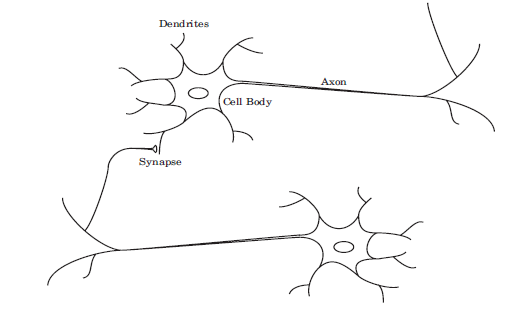 Dendrites
Axon
Cell Body
Synapse